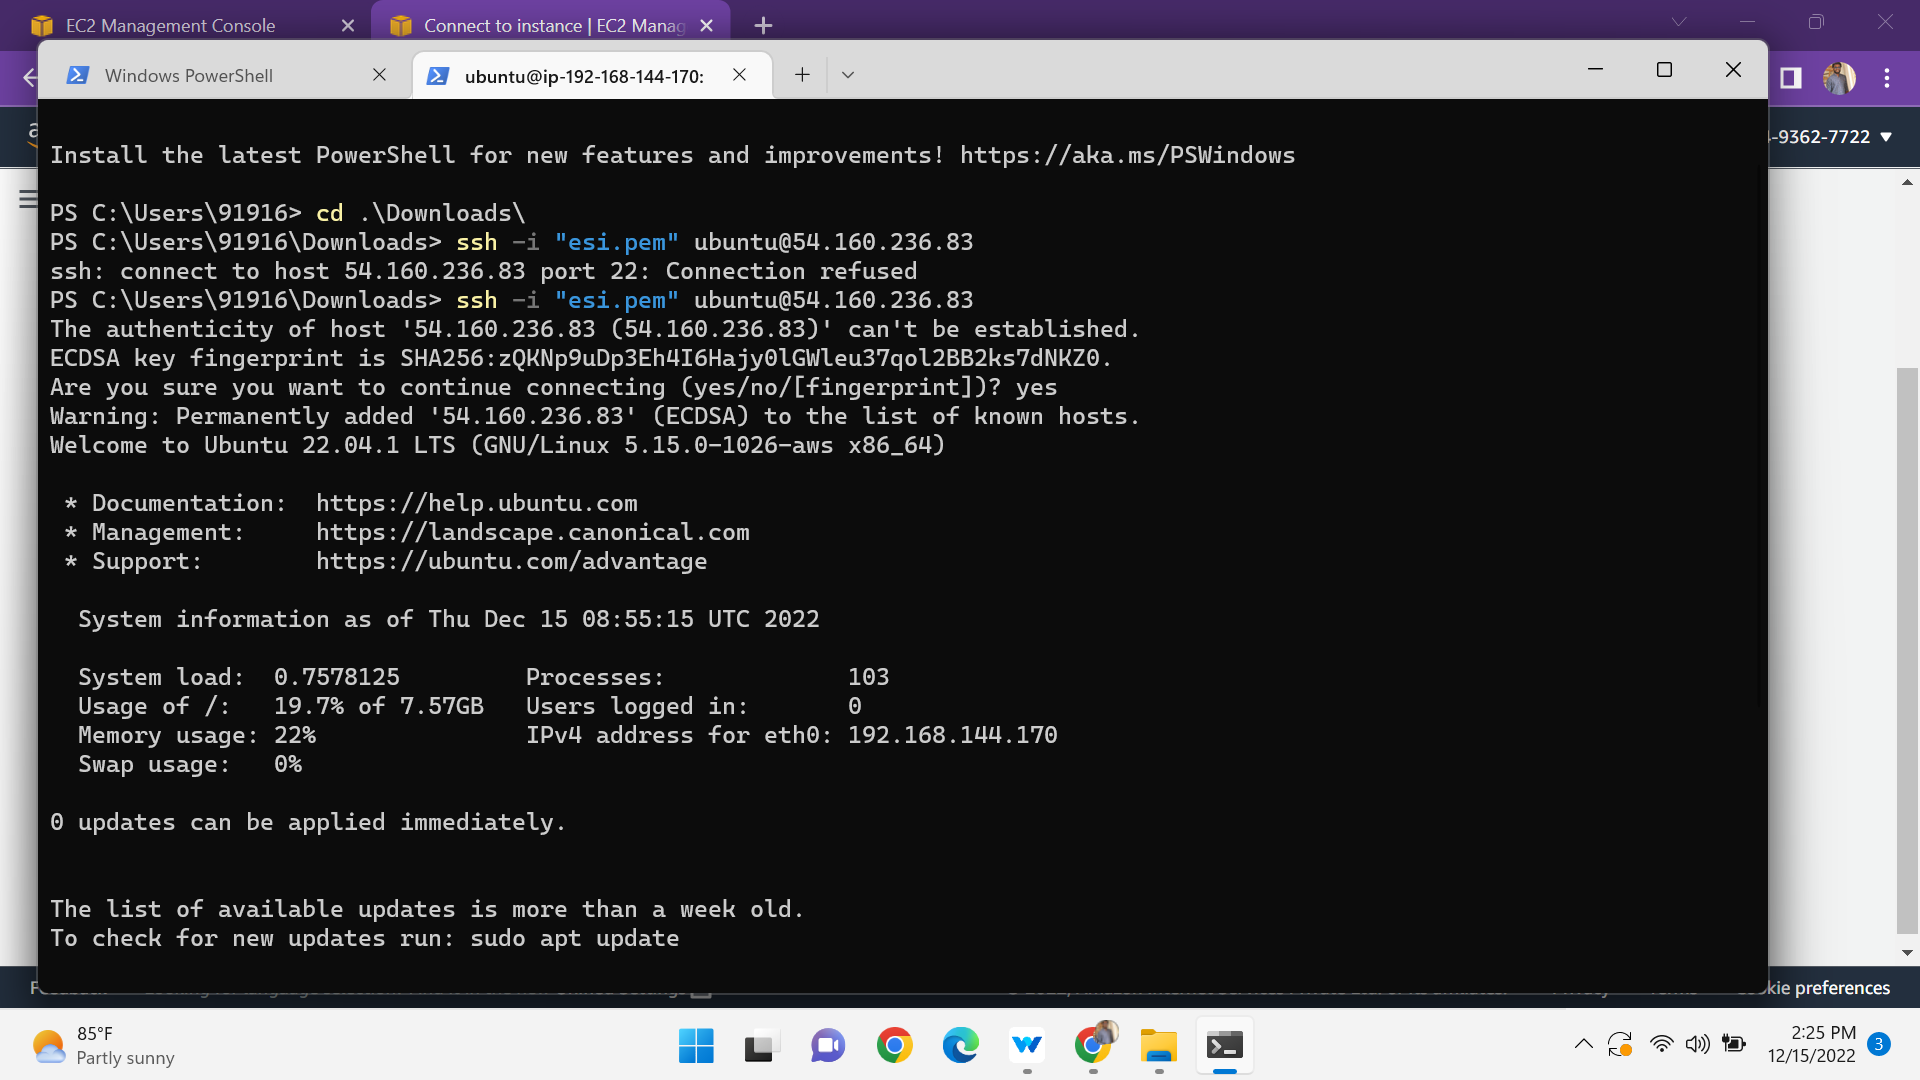 EC2 Management Console
Connect to instance | EC2 Manag
Windows PowerShell
ubuntu@ip-192-168-144-170:
-9362-7722
Install the latest PowerShell for new features and improvements! https://aka.ms/PSWindows
PS C:\Users\91916> cd .\Downloads\
PS C:\Users\91916\Downloads> ssh -i "esi.pem" ubuntu@54.160.236.83
ssh: connect to host 54.160.236.83 port 22: Connection refused
PS C:\Users\91916\Downloads> ssh -i "esi.pem" ubuntu@54.160.236.83
The authenticity of host '54.160.236.83 (54.160.236.83)' can't be established.
ECDSA key fingerprint is SHA256:zQKNp9uDp3Eh4I6Hajy0lGWleu37qol2BB2ks7dNKZ0.
Are you sure you want to continue connecting (yes/no/[fingerprint])? yes
Warning: Permanently added '54.160.236.83' (ECDSA) to the list of known hosts.
Welcome to Ubuntu 22.04.1 LTS (GNU/Linux 5.15.0-1026-aws x86_64)
* Documentation: https://help.ubuntu.com
* Management: https://landscape.canonical.com
* Support: https://ubuntu.com/advantage
System information as of Thu Dec 15 08:55:15 UTC 2022
System load: 0.7578125 Processes: 103
Usage of /: 19.7% of 7.57GB Users logged in: 0
Memory usage: 22% IPv4 address for eth0: 192.168.144.170
Swap usage: 0%
0 updates can be applied immediately.
The list of available updates is more than a week old.
To check for new updates run: sudo apt update
kie preferences
85°F
Partly sunny
2:25 PM
12/15/2022
3